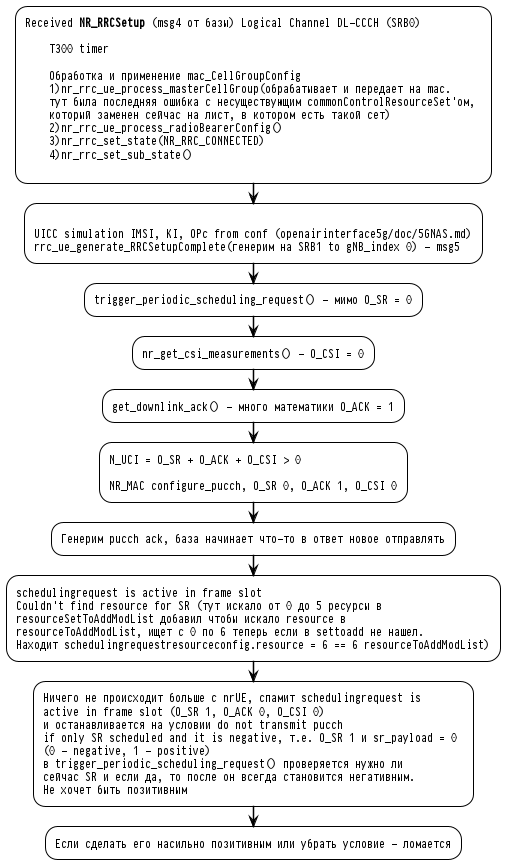 Received NR_RRCSetup (msg4 от базы) Logical Channel DL-CCCH (SRB0)
T300 timer
Обработка и применение mac_CellGroupConfig
1)nr_rrc_ue_process_masterCellGroup(обрабатывает и передает на mac.
тут была последняя ошибка с несуществующим commonControlResourceSet'ом,
который заменен сейчас на лист, в котором есть такой сет)
2)nr_rrc_ue_process_radioBearerConfig()
3)nr_rrc_set_state(NR_RRC_CONNECTED)
4)nr_rrc_set_sub_state()
UICC simulation IMSI, KI, OPc from conf (openairinterface5g/doc/5GNAS.md)
rrc_ue_generate_RRCSetupComplete(генерим на SRB1 to gNB_index 0) – msg5
trigger_periodic_scheduling_request() – мимо O_SR = 0
nr_get_csi_measurements() – O_CSI = 0
get_downlink_ack() – много математики O_ACK = 1
N_UCI = O_SR + O_ACK + O_CSI > 0
NR_MAC configure_pucch, O_SR 0, O_ACK 1, O_CSI 0
Генерим pucch ack, база начинает что-то в ответ новое отправлять
schedulingrequest is active in frame slot
Couldn't find resource for SR (тут искало от 0 до 5 ресурсы в
resourceSetToAddModList добавил чтобы искало resource в
resourceToAddModList, ищет с 0 по 6 теперь если в settoadd не нашел.
Находит schedulingrequestresourceconfig.resource = 6 == 6 resourceToAddModList)
Ничего не происходит больше с nrUE, спамит schedulingrequest is
active in frame slot (O_SR 1, O_ACK 0, O_CSI 0)
и останавливается на условии do not transmit pucch
if only SR scheduled and it is negative, т.е. O_SR 1 и sr_payload = 0
(0 – negative, 1 – positive)
в trigger_periodic_scheduling_request() проверяется нужно ли
сейчас SR и если да, то после он всегда становится негативным.
Не хочет быть позитивным
Если сделать его насильно позитивным или убрать условие – ломается